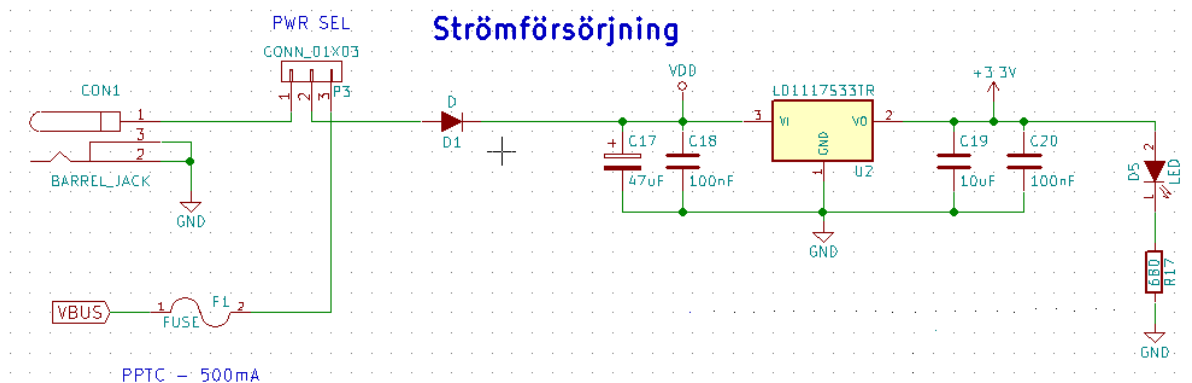 Strömförsörjning
PWR SEL
CONN_01X03
P3
1
2
3
CON1
1
3
2
BARREL_JACK
GND
D
D1
VDD
C17
47uF
C18
100nF
LD1117S33TR
3
VI
VO
2
GND
1
U2
GND
+3.3V
C19
10uF
C20
100nF
2
D5
LED
1
680
R17
GND
VBUS
1
F1
2
FUSE
PPTC - 500mA
+